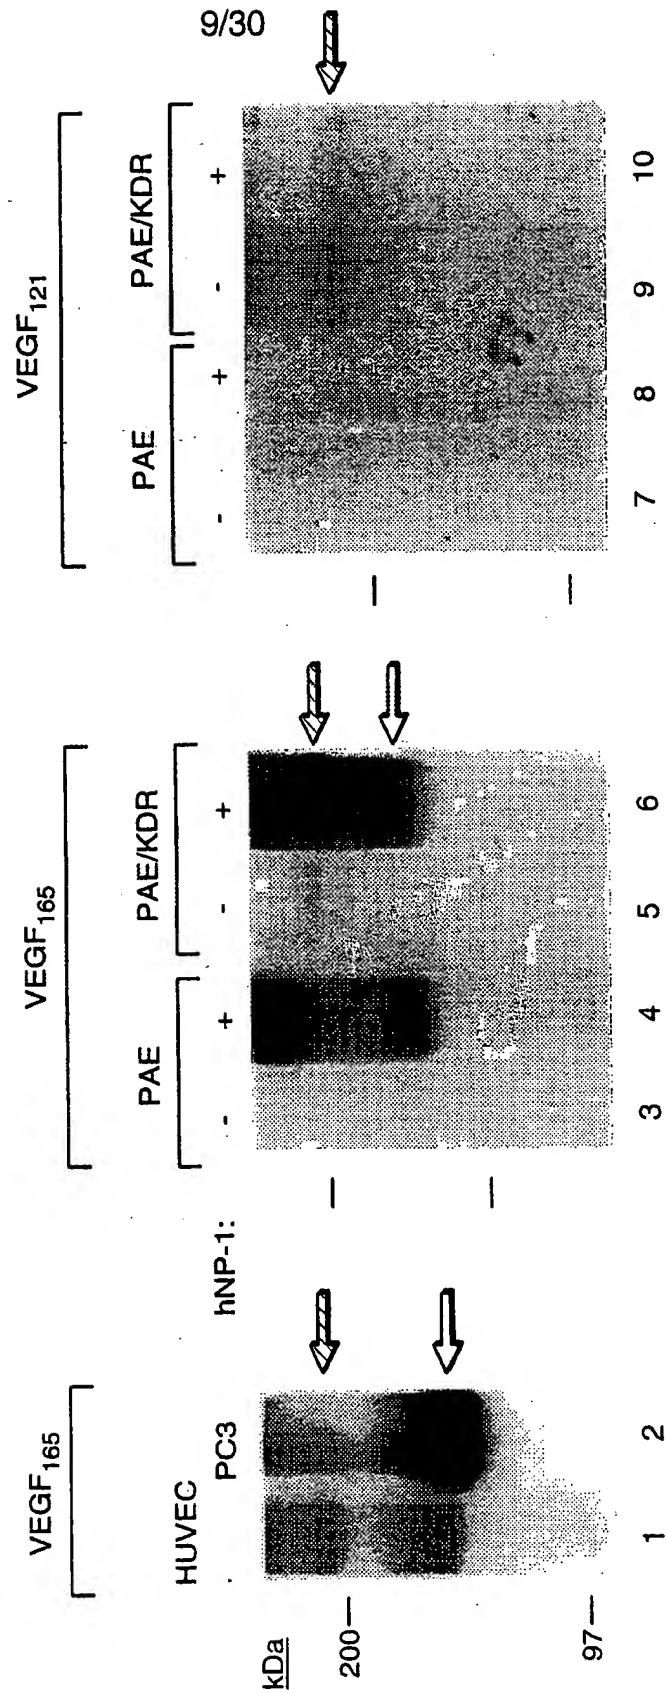 9/30
VEGF165 VEGF165 VEGF121
PAE PAE/KDR PAE PAE/KDR
HUVEC PC3 hNP-1: - + - + - + - +
kDa
200
97
1 2 3 4 5 6 7 8 9 10